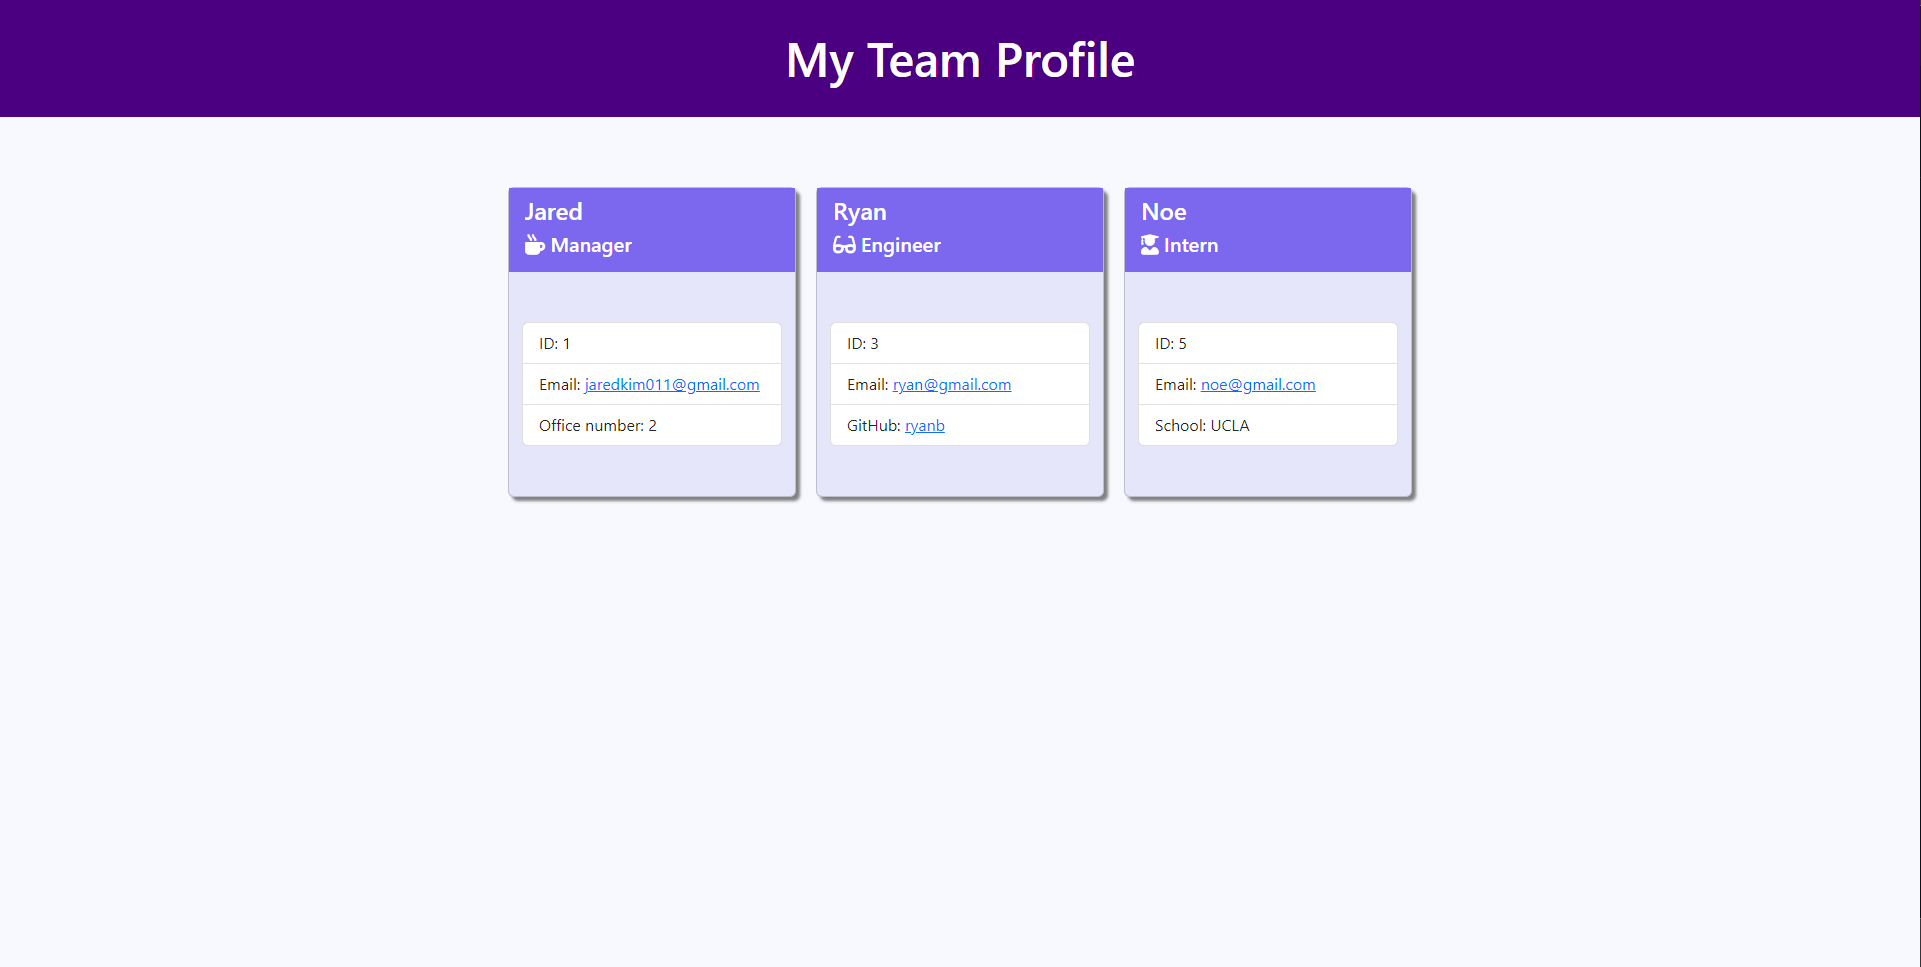 My Team Profile
Jared
Manager
ID: 1
Email: jaredkim011@gmail.com
Office number: 2
Ryan
Engineer
ID: 3
Email: ryan@gmail.com
GitHub: ryanb
Noe
Intern
ID: 5
Email: noe@gmail.com
School: UCLA